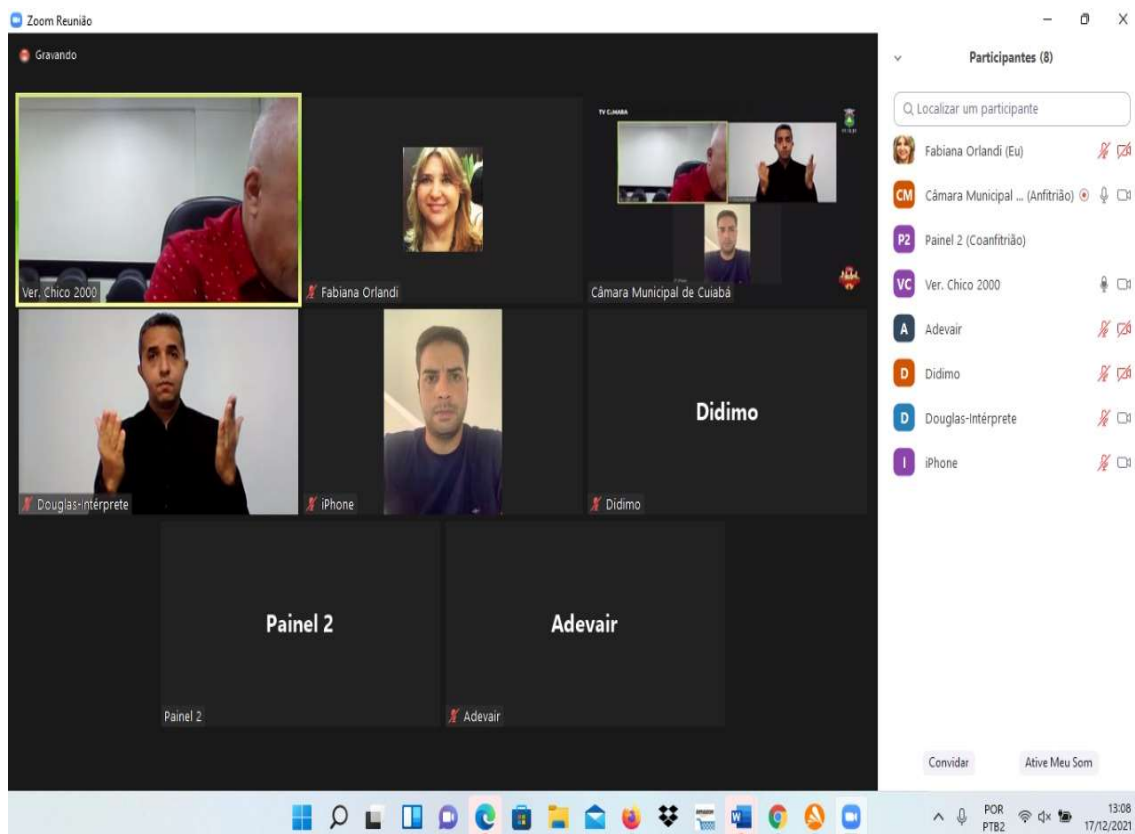 Zoom Reunião
Gravando
Participantes (8)
Localizar um participante
Fabiana Orlandi (Eu)
CM Câmara Municipal ... (Anfitrião)
P2 Painel 2 (Coanfitrião)
VC Ver. Chico 2000
A Adevair
D Didimo
D Douglas-Intérprete
I iPhone
Convidar Ative Meu Som
Ver. Chico 2000
Fabiana Orlandi
TV CÂMARA
Câmara Municipal de Cuiabá
Douglas-Intérprete
iPhone
Didimo
Didimo
Painel 2
Painel 2
Adevair
Adevair
POR
PTB2
13:08
17/12/2021